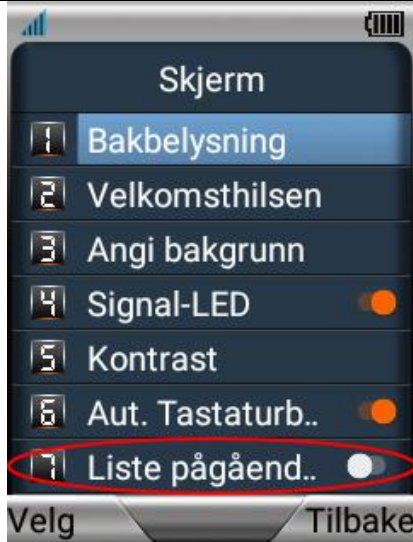 Skjerm
1 Bakbelysning
2 Velkomsthilsen
3 Angi bakgrunn
4 Signal-LED
5 Kontrast
6 Aut. Tastaturb..
7 Liste pågåend..
Velg Tilbake